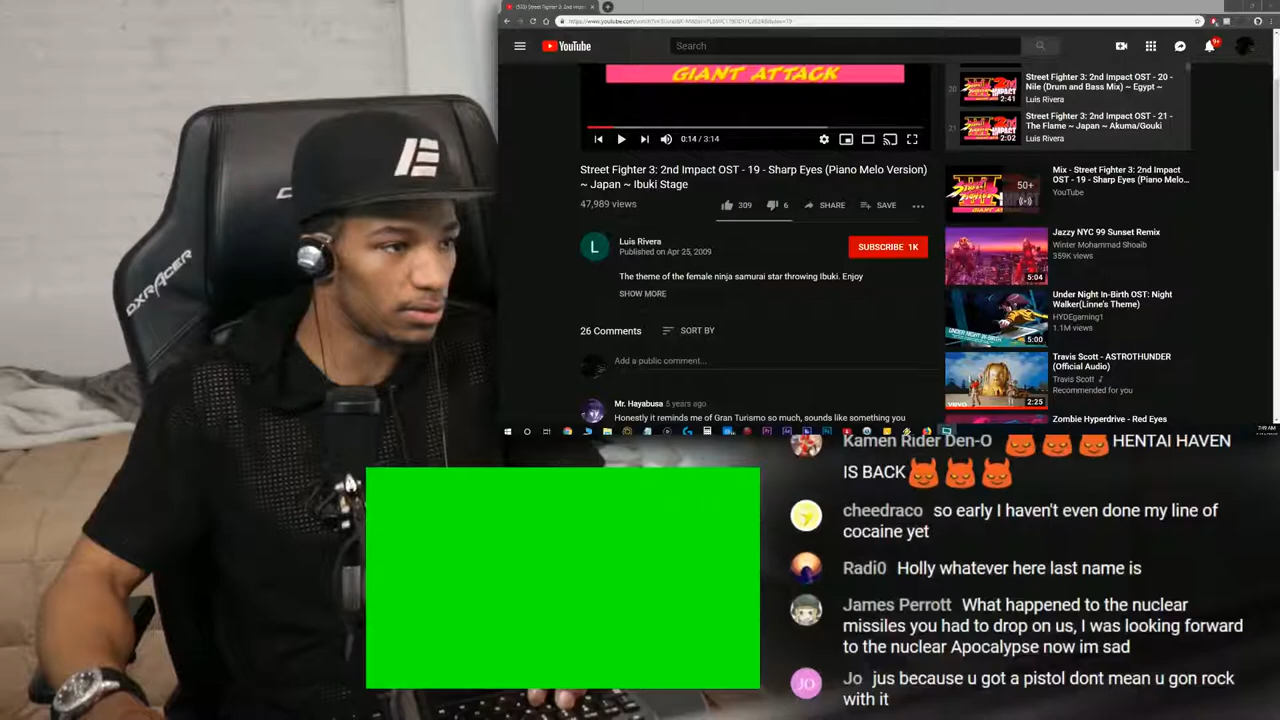 YouTube
Search
9+
GIANT ATTACK
0:14 / 3:14
Street Fighter 3: 2nd Impact OST - 19 - Sharp Eyes (Piano Melo Version)
~ Japan ~ Ibuki Stage
47,989 views
309
6
SHARE
SAVE
L
Luis Rivera
Published on Apr 25, 2009
SUBSCRIBE 1K
The theme of the female ninja samurai star throwing Ibuki. Enjoy
SHOW MORE
26 Comments
SORT BY
Add a public comment...
Mr. Hayabusa 5 years ago
Honestly it reminds me of Gran Turismo so much, sounds like something you
20
Street Fighter 3: 2nd Impact OST - 20 -
Nile (Drum and Bass Mix) ~ Egypt ~
Luis Rivera
2:41
21
Street Fighter 3: 2nd Impact OST - 21 -
The Flame ~ Japan ~ Akuma/Gouki
Luis Rivera
2:02
50+
Mix - Street Fighter 3: 2nd Impact
OST - 19 - Sharp Eyes (Piano Melo...
YouTube
Jazzy NYC 99 Sunset Remix
Winter Mohammad Shoaib
359K views
5:04
Under Night In-Birth OST: Night
Walker(Linne's Theme)
HYDEgaming1
1.1M views
5:00
Travis Scott - ASTROTHUNDER
(Official Audio)
Travis Scott
Recommended for you
2:25
Zombie Hyperdrive - Red Eyes
7:49 AM
DXRACER
Kamen Rider Den-O HENTAI HAVEN
IS BACK
cheedraco so early I haven't even done my line of
cocaine yet
Radi0 Holly whatever here last name is
James Perrott What happened to the nuclear
missiles you had to drop on us, I was looking forward
to the nuclear Apocalypse now im sad
JO
Jo jus because u got a pistol dont mean u gon rock
with it